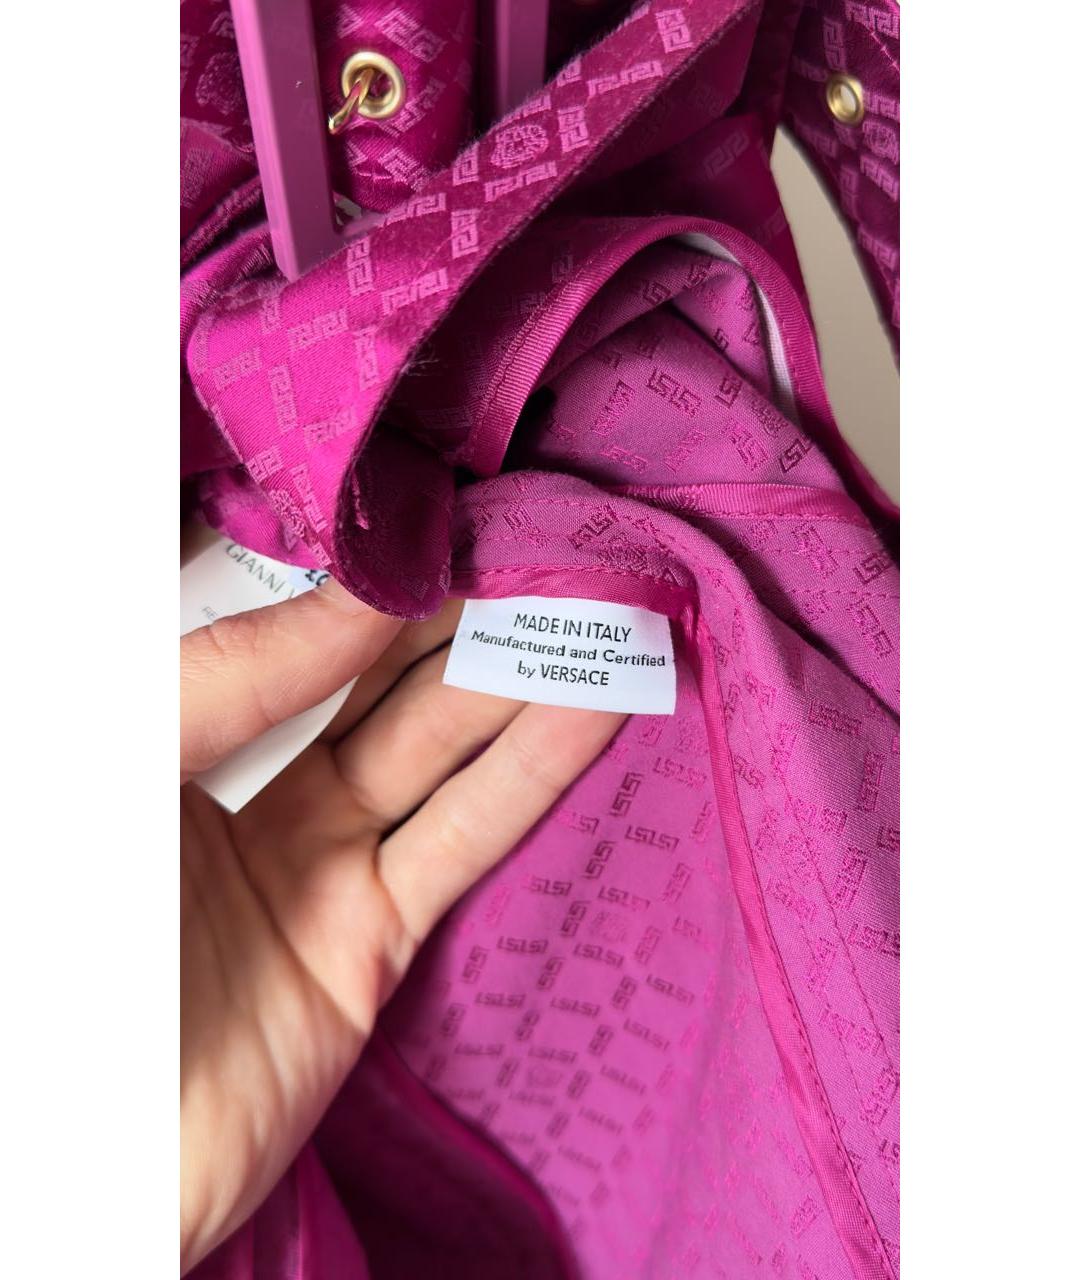 GIANNI
MADE IN ITALY
Manufactured and Certified
by VERSACE